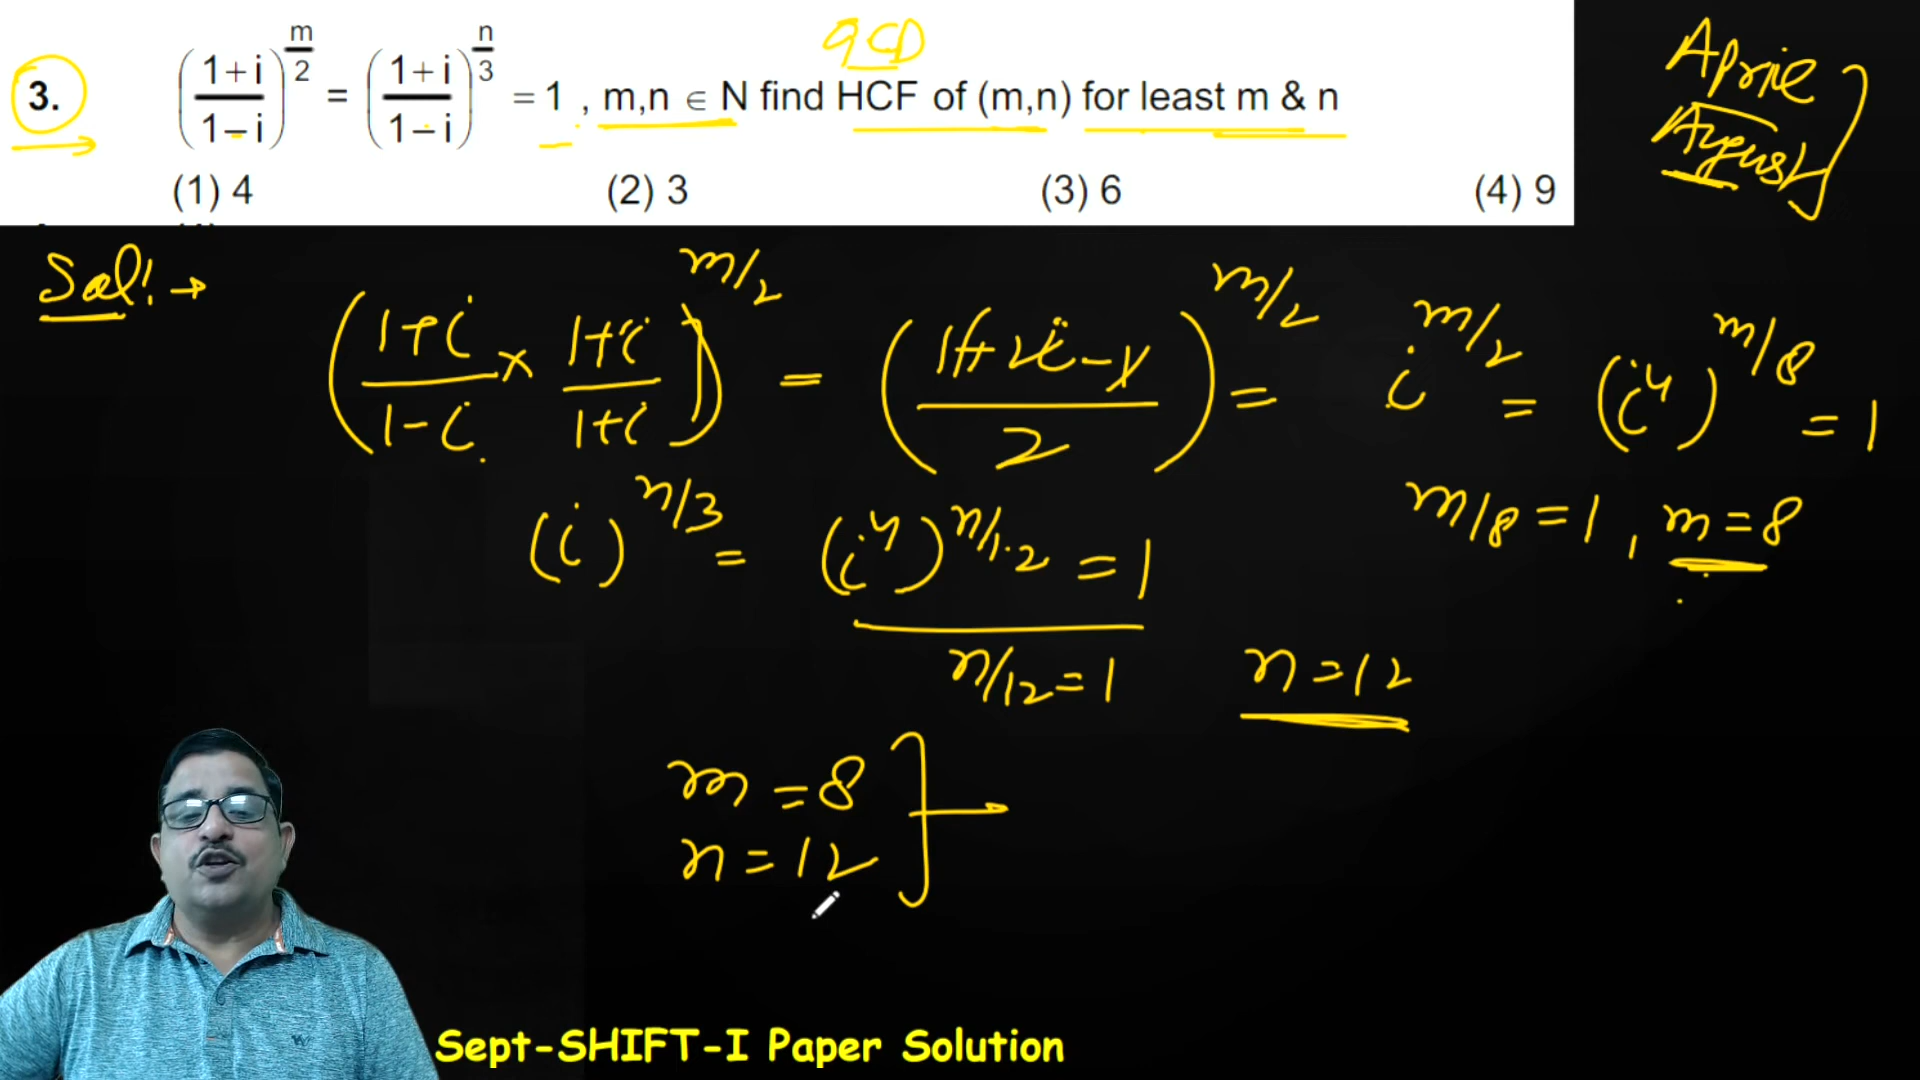 qCD
3. ((1+i)/(1−i))^(m/2) = ((1+i)/(1−i))^(n/3) = 1 , m,n ∈ N find HCF of (m,n) for least m & n
(1) 4 (2) 3 (3) 6 (4) 9
Aprie
August
Sol! →
((1+i)/(1-i) × (1+i)/(1+i))^(m/2) = ((1+2i-1)/2)^(m/2) = i^(m/2) = (i^4)^(m/8) = 1
m/8 = 1, m = 8
(i)^(n/3) = (i^4)^(n/12) = 1
n/12 = 1 n = 12
m = 8
n = 12
Sept-SHIFT-I Paper Solution